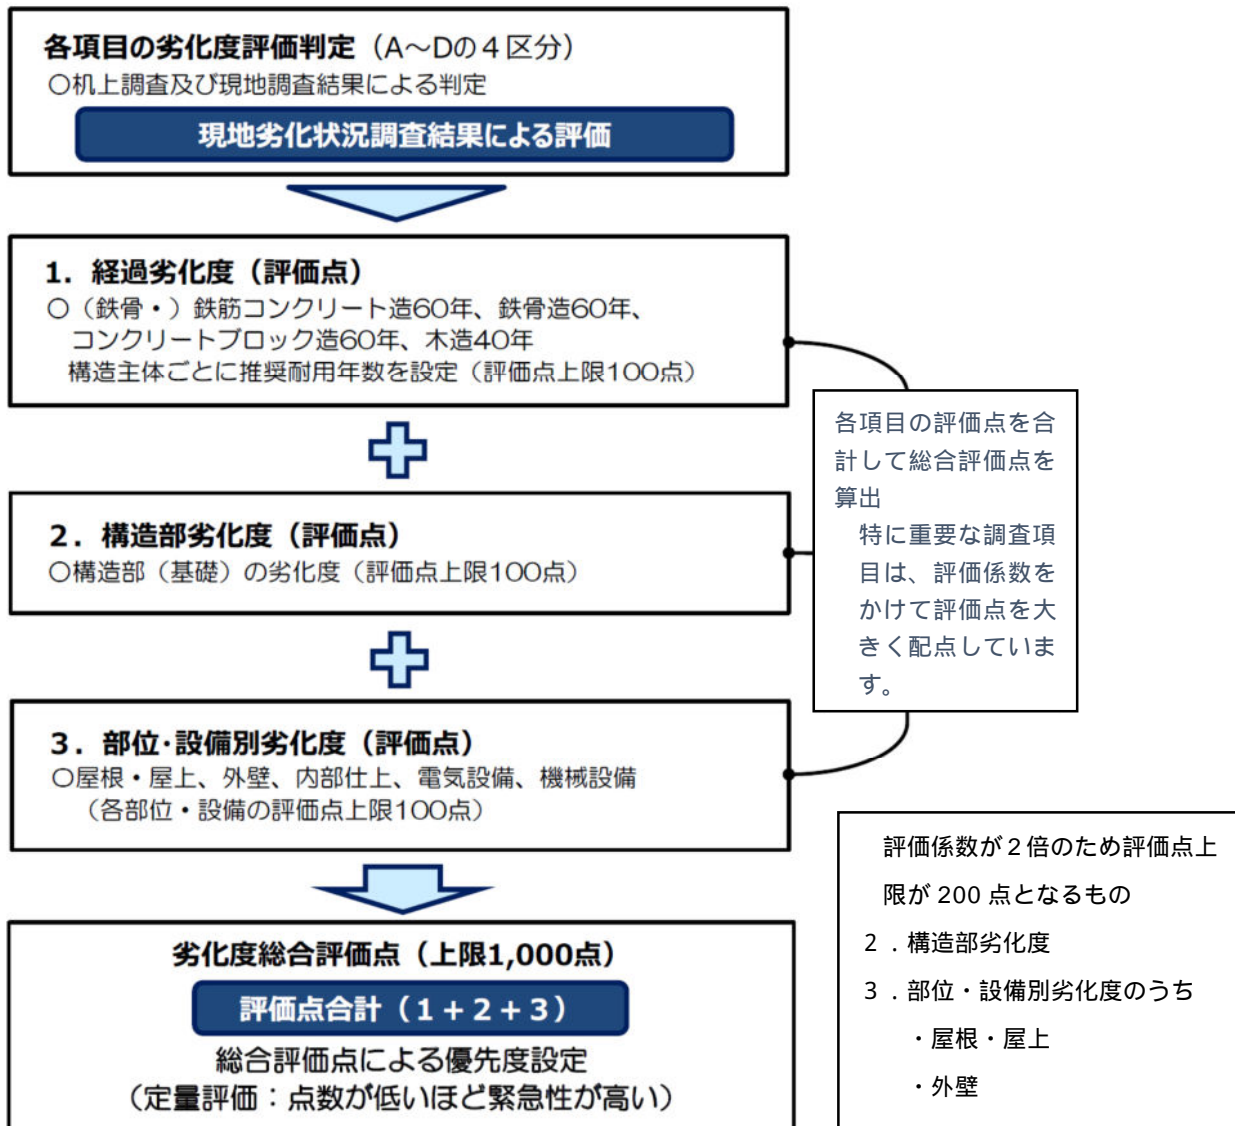 各項目の劣化度評価判定（A～Dの４区分）
○机上調査及び現地調査結果による判定
現地劣化状況調査結果による評価
1．経過劣化度（評価点）
○（鉄骨・）鉄筋コンクリート造60年、鉄骨造60年、
コンクリートブロック造60年、木造40年
構造主体ごとに推奨耐用年数を設定（評価点上限100点）
2．構造部劣化度（評価点）
○構造部（基礎）の劣化度（評価点上限100点）
3．部位･設備別劣化度（評価点）
○屋根・屋上、外壁、内部仕上、電気設備、機械設備
（各部位・設備の評価点上限100点）
各項目の評価点を合
計して総合評価点を
算出
特に重要な調査項
目は、評価係数を
かけて評価点を大
きく配点していま
す。
劣化度総合評価点（上限1,000点）
評価点合計（1＋2＋3）
総合評価点による優先度設定
（定量評価：点数が低いほど緊急性が高い）
評価係数が２倍のため評価点上
限が 200 点となるもの
２．構造部劣化度
３．部位・設備別劣化度のうち
・屋根・屋上
・外壁